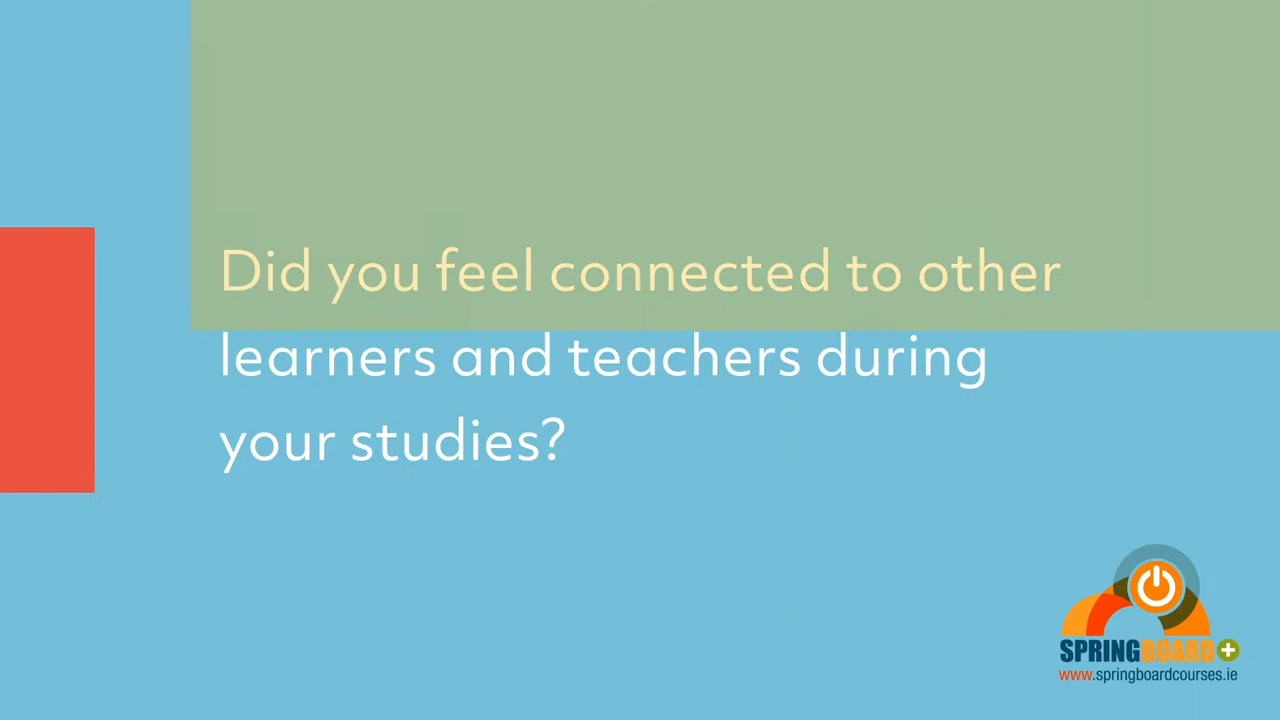 Did you feel connected to other
learners and teachers during
your studies?
SPRINGBOARD+
www.springboardcourses.ie